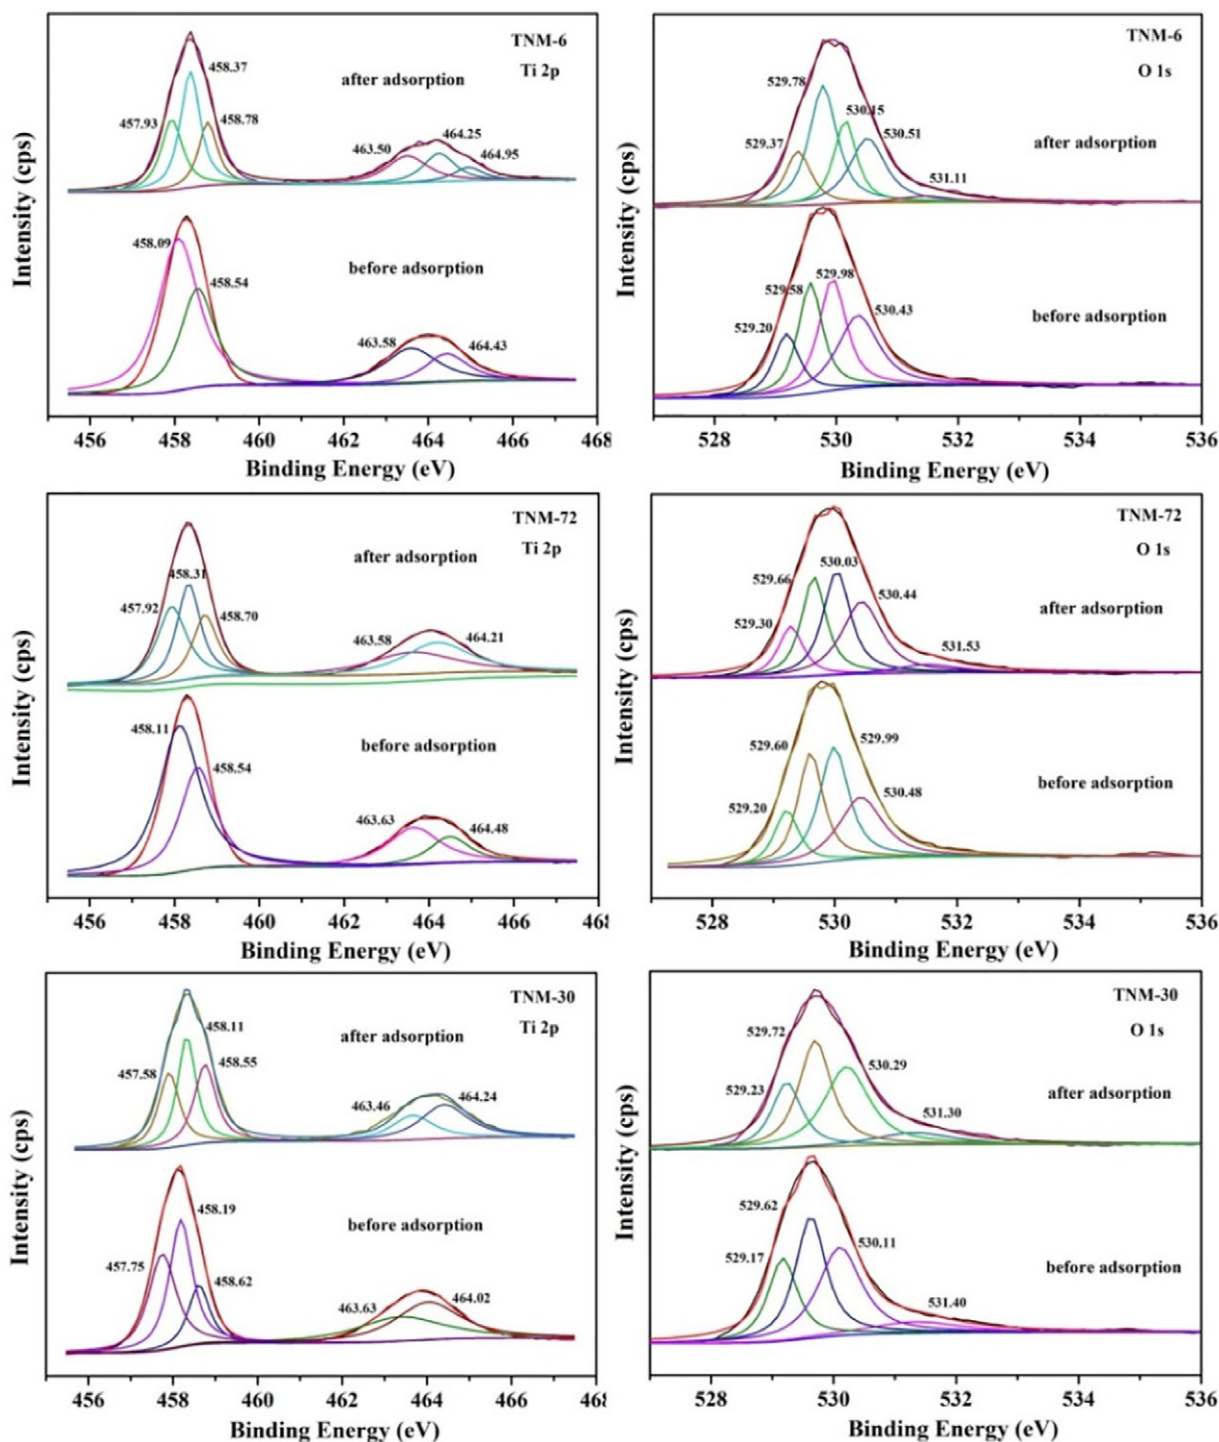 TNM-6
Ti 2p
after adsorption
458.37
457.93
458.78
463.50
464.25
464.95
before adsorption
458.09
458.54
463.58
464.43
Intensity (cps)
456 458 460 462 464 466 468
Binding Energy (eV)
TNM-6
O 1s
after adsorption
529.78
530.15
530.51
529.37
531.11
before adsorption
529.98
529.58
530.43
529.20
Intensity (cps)
528 530 532 534 536
Binding Energy (eV)
TNM-72
Ti 2p
after adsorption
458.31
457.92
458.70
463.58
464.21
before adsorption
458.11
458.54
463.63
464.48
Intensity (cps)
456 458 460 462 464 466 468
Binding Energy (eV)
TNM-72
O 1s
after adsorption
530.03
529.66
530.44
529.30
531.53
before adsorption
529.99
529.60
530.48
529.20
Intensity (cps)
528 530 532 534 536
Binding Energy (eV)
TNM-30
Ti 2p
after adsorption
458.11
458.55
457.58
463.46
464.24
before adsorption
458.19
457.75
458.62
463.63
464.02
Intensity (cps)
456 458 460 462 464 466 468
Binding Energy (eV)
TNM-30
O 1s
after adsorption
529.72
530.29
529.23
531.30
before adsorption
529.62
530.11
529.17
531.40
Intensity (cps)
528 530 532 534 536
Binding Energy (eV)